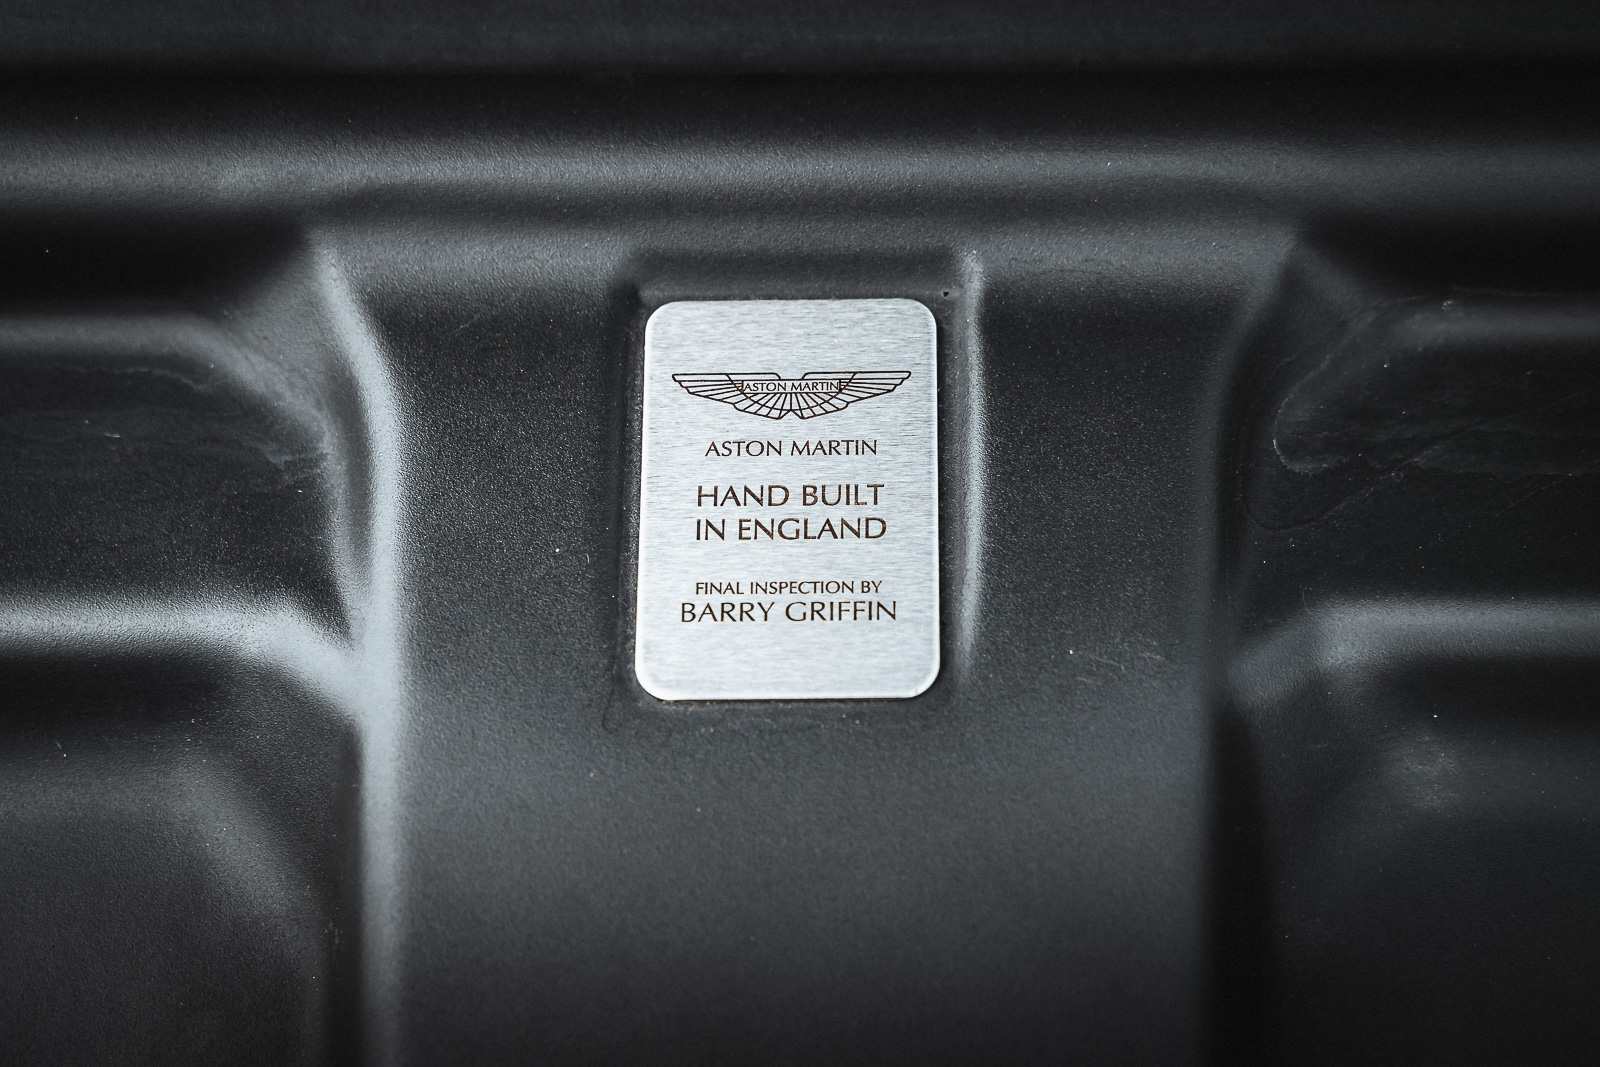 ASTON MARTIN
ASTON MARTIN
HAND BUILT
IN ENGLAND
FINAL INSPECTION BY
BARRY GRIFFIN